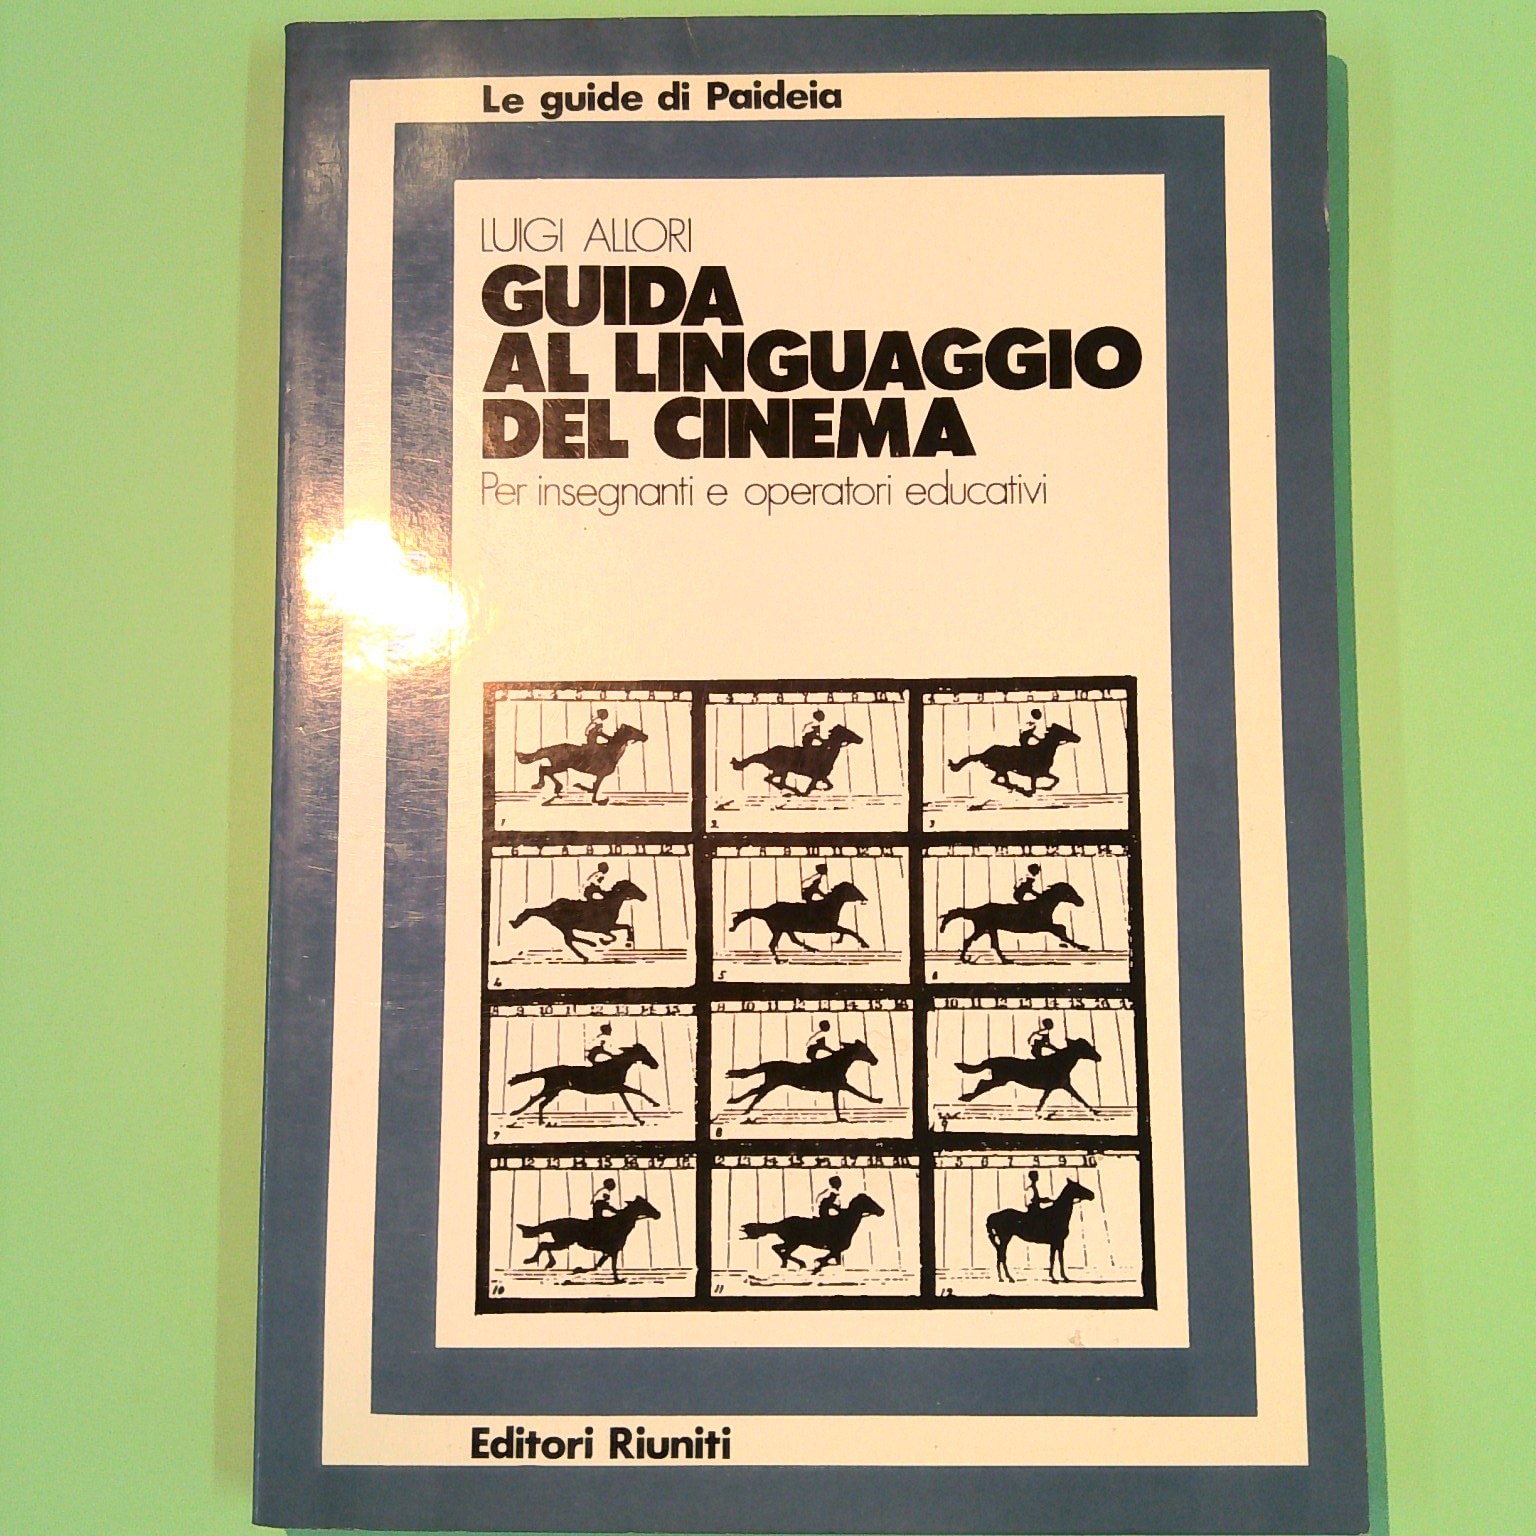 Le guide di Paideia
LUIGI ALLORI
GUIDA
AL LINGUAGGIO
DEL CINEMA
Per insegnanti e operatori educativi
Editori Riuniti